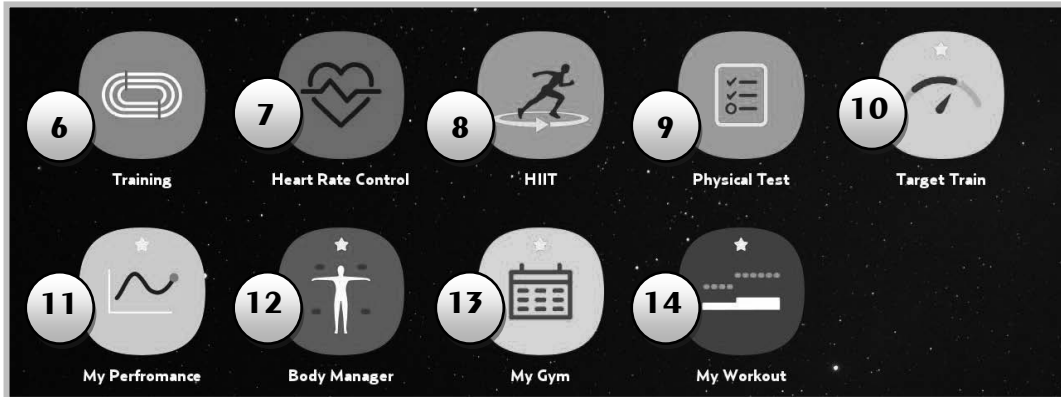 6 7 8 9 10
Training Heart Rate Control HIIT Physical Test Target Train
11 12 13 14
My Perfromance Body Manager My Gym My Workout